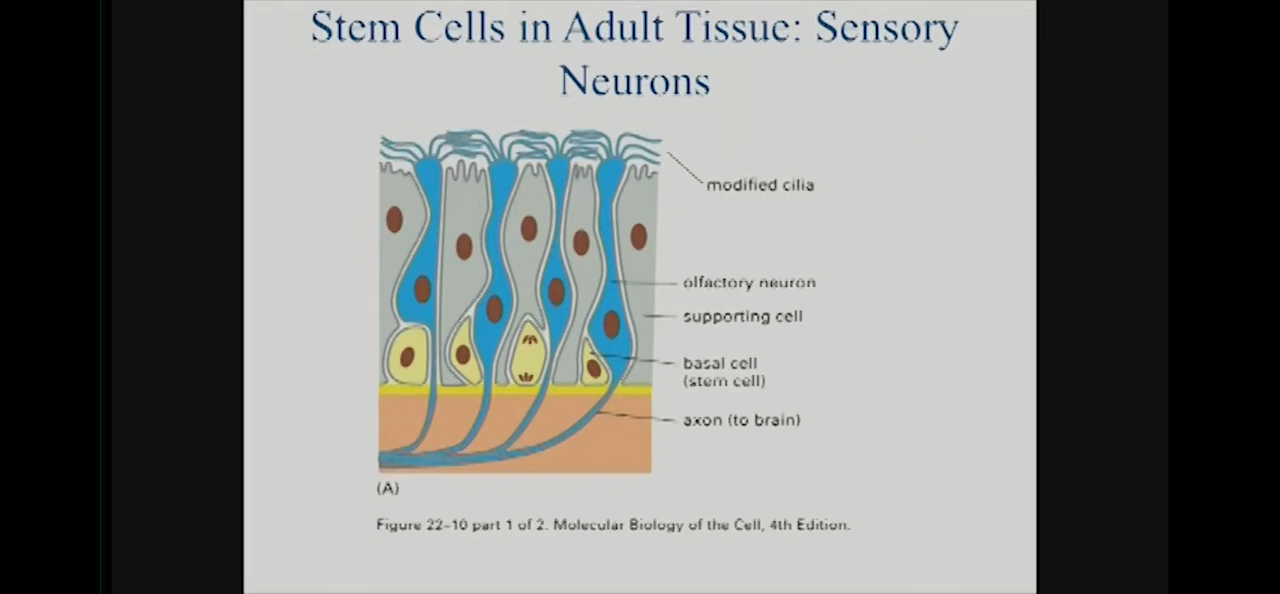 Stem Cells in Adult Tissue: Sensory
Neurons
modified cilia
olfactory neuron
supporting cell
basal cell
(stem cell)
axon (to brain)
(A)
Figure 22-10 part 1 of 2. Molecular Biology of the Cell, 4th Edition.